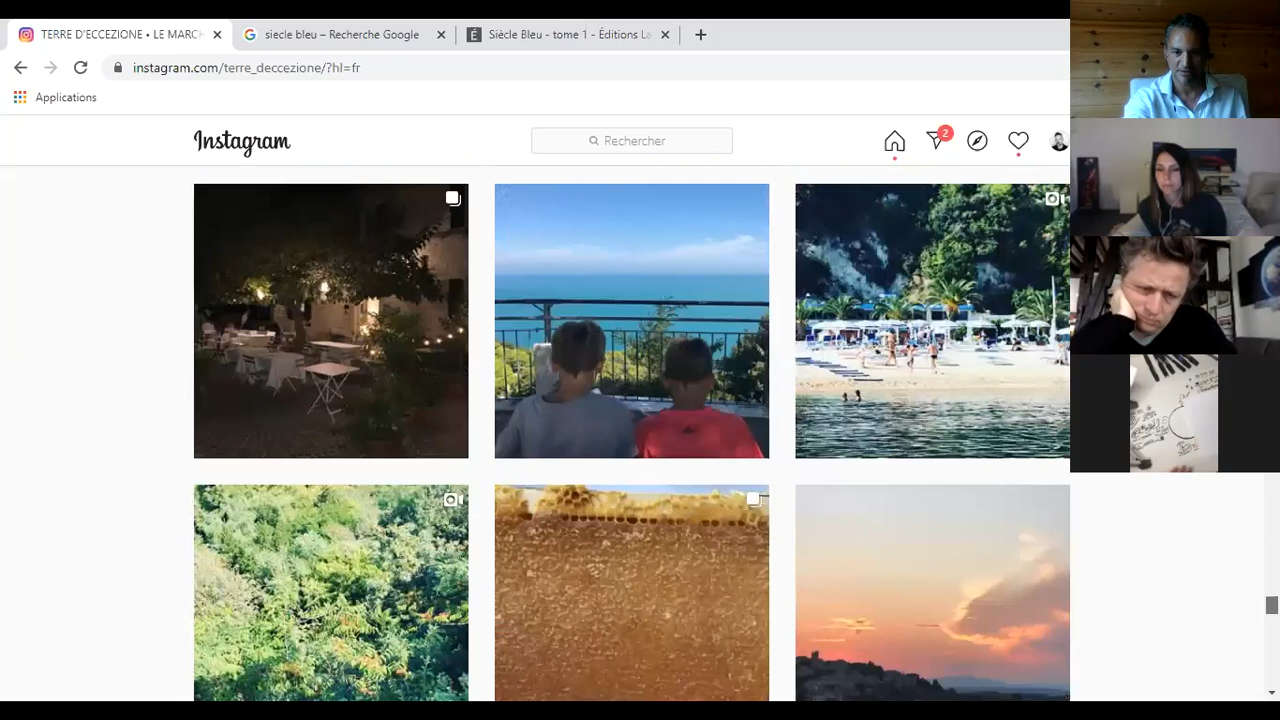 TERRE D'ECCEZIONE • LE MARCH
siecle bleu – Recherche Google
Siècle Bleu - tome 1 - Éditions La
instagram.com/terre_deccezione/?hl=fr
Applications
Instagram
Rechercher
2